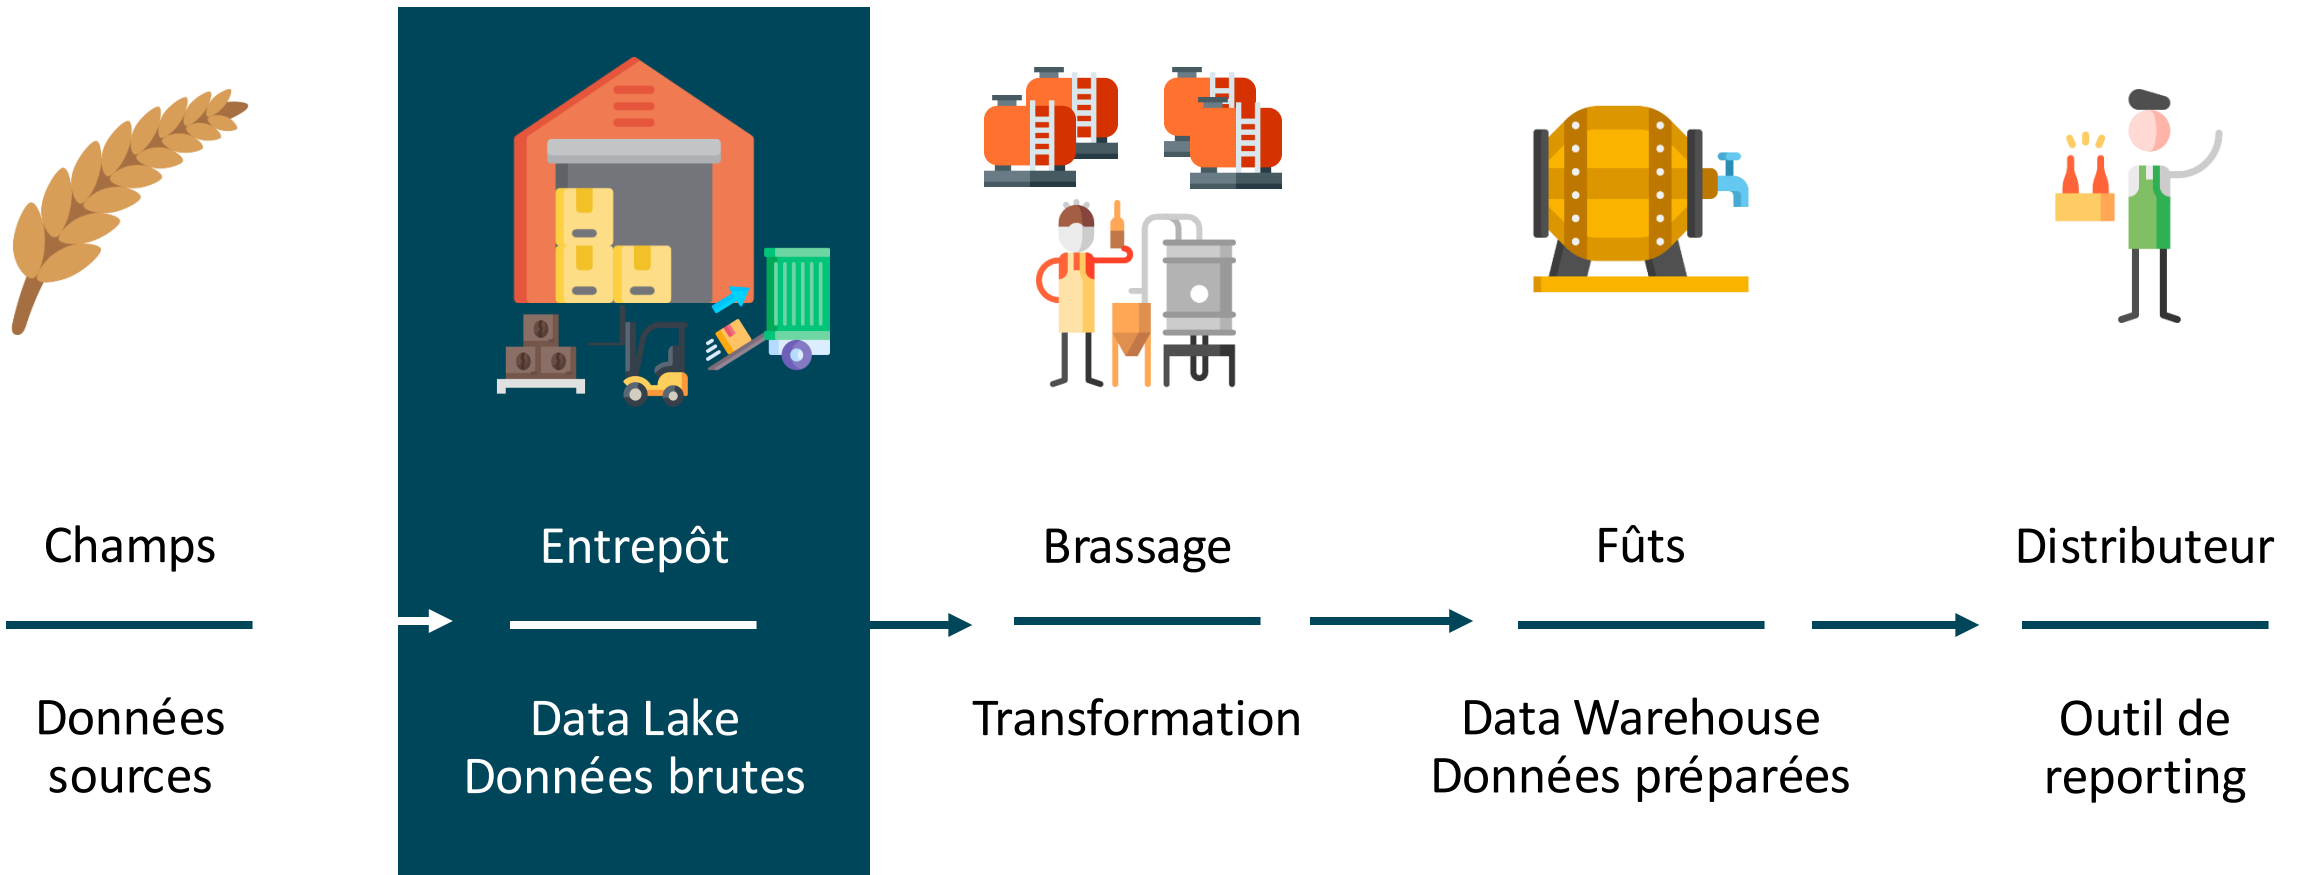 Champs
Entrepôt
Brassage
Fûts
Distributeur
Données
sources
Data Lake
Données brutes
Transformation
Data Warehouse
Données préparées
Outil de
reporting